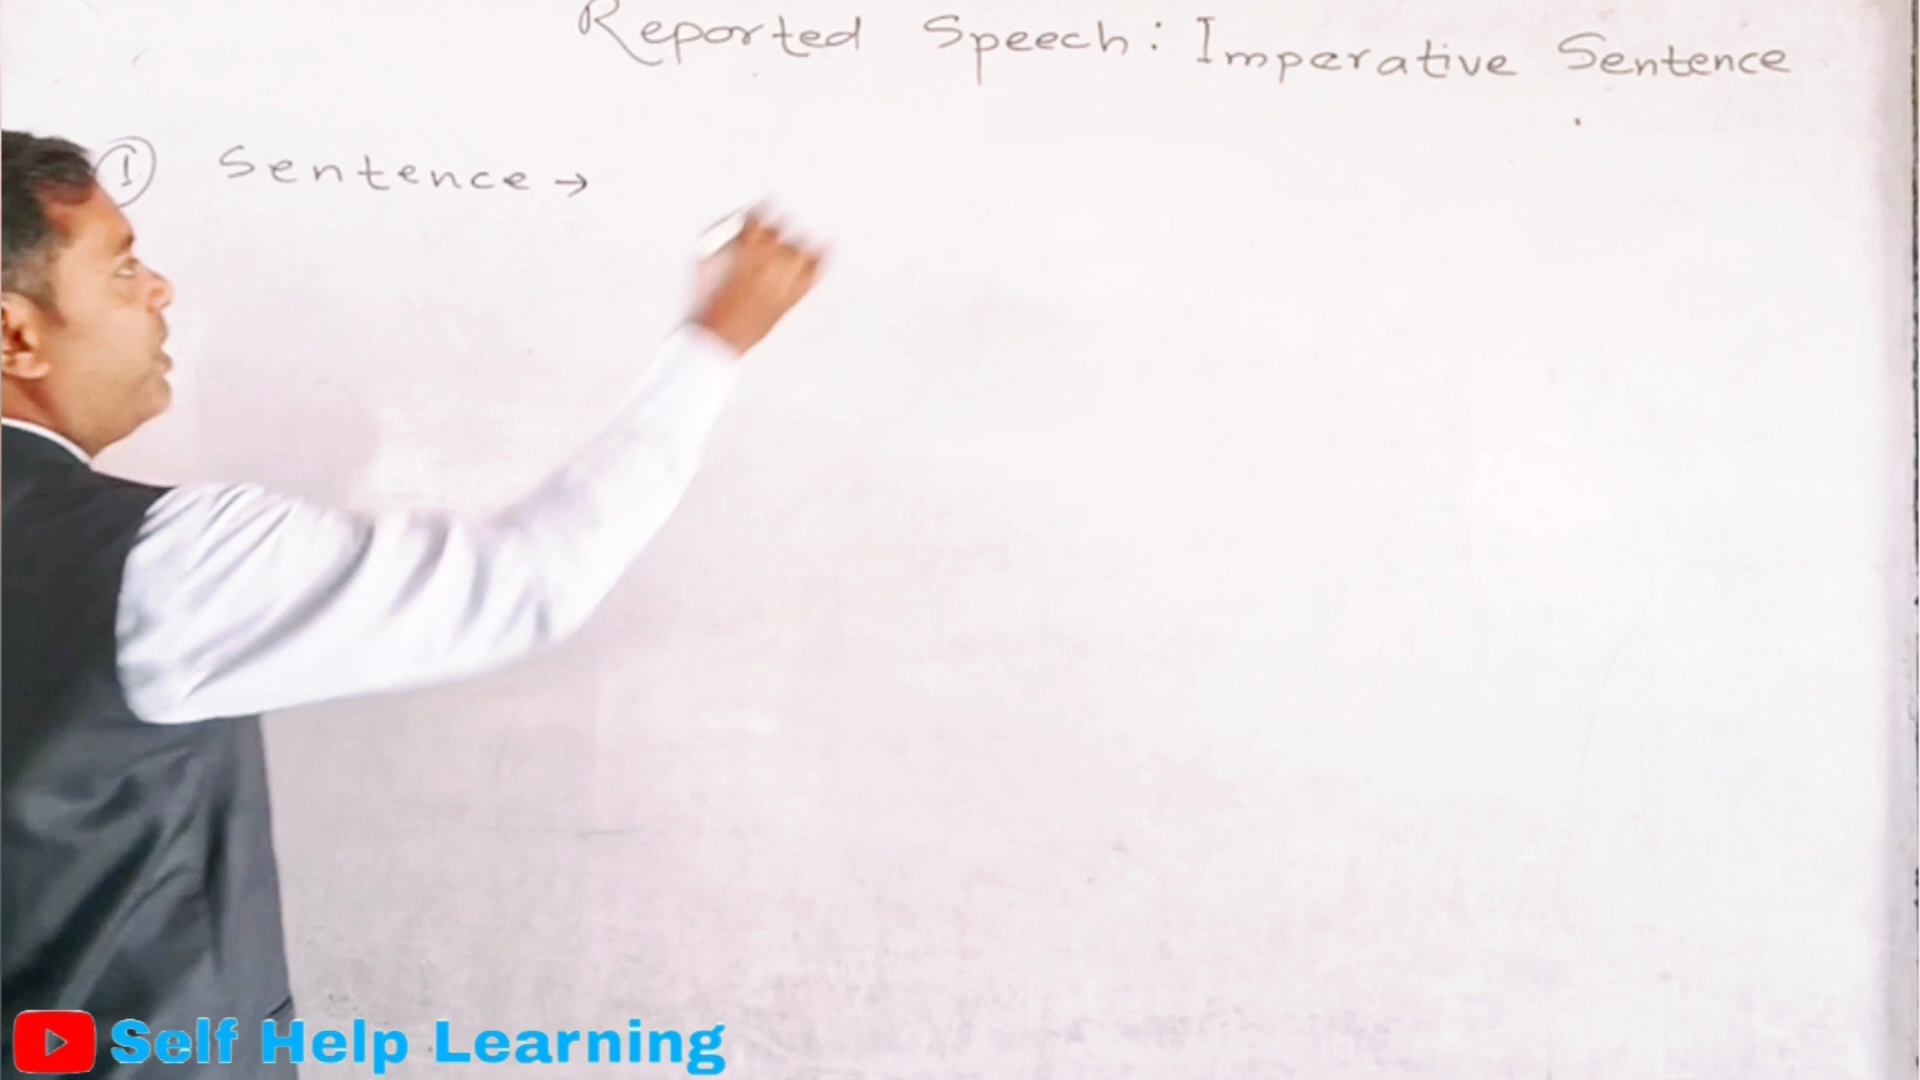 Reported Speech: Imperative Sentence
① Sentence →
Self Help Learning